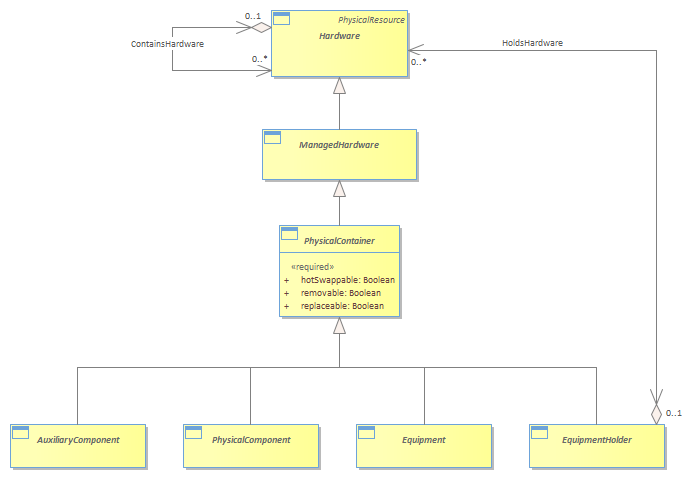 0..1
PhysicalResource
Hardware
ContainsHardware
HoldsHardware
0..*
0..*
ManagedHardware
PhysicalContainer
«required»
+ hotSwappable: Boolean
+ removable: Boolean
+ replaceable: Boolean
0..1
AuxiliaryComponent
PhysicalComponent
Equipment
EquipmentHolder